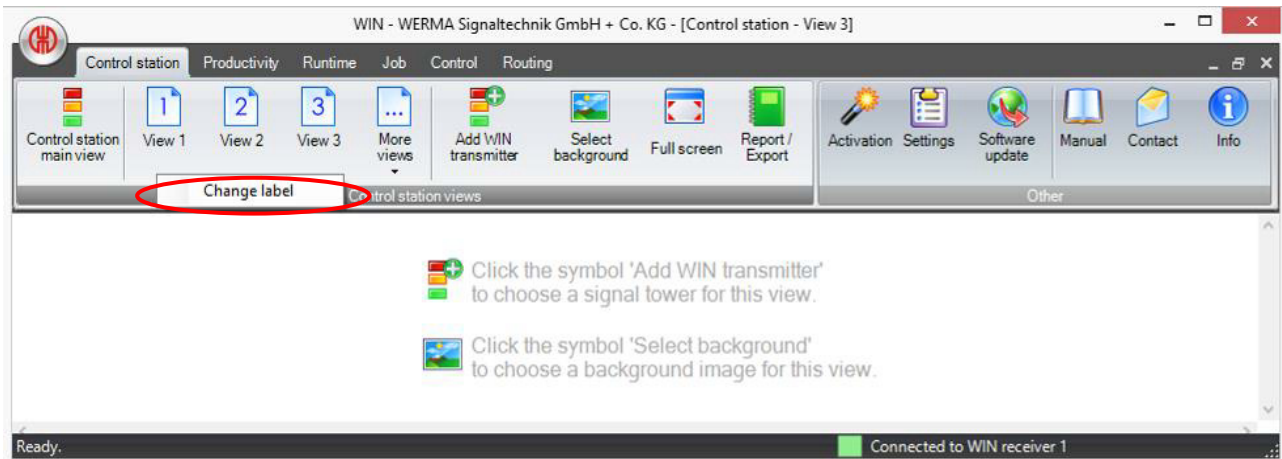 WIN - WERMA Signaltechnik GmbH + Co. KG - [Control station - View 3]
Control station Productivity Runtime Job Control Routing
Control station main view
1
View 1
2
View 2
3
View 3
...
More views
Add WIN transmitter
Select background
Full screen
Report / Export
Activation
Settings
Software update
Manual
Contact
Info
Change label
Control station views
Other
Click the symbol 'Add WIN transmitter'
to choose a signal tower for this view.
Click the symbol 'Select background'
to choose a background image for this view.
Ready.
Connected to WIN receiver 1